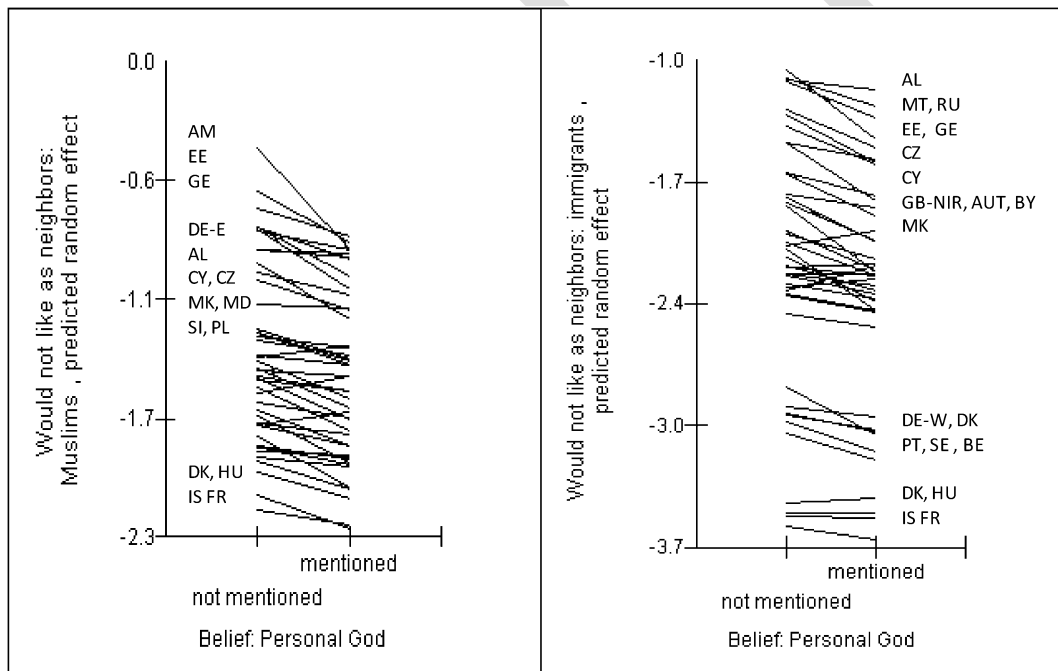 Would not like as neighbors:
Muslims , predicted random effect
0.0
-0.6
-1.1
-1.7
-2.3
AM
EE
GE
DE-E
AL
CY, CZ
MK, MD
SI, PL
DK, HU
IS FR
mentioned
not mentioned
Belief: Personal God
Would not like as neighbors: immigrants ,
predicted random effect
-1.0
-1.7
-2.4
-3.0
-3.7
AL
MT, RU
EE, GE
CZ
CY
GB-NIR, AUT, BY
MK
DE-W, DK
PT, SE , BE
DK, HU
IS FR
mentioned
not mentioned
Belief: Personal God